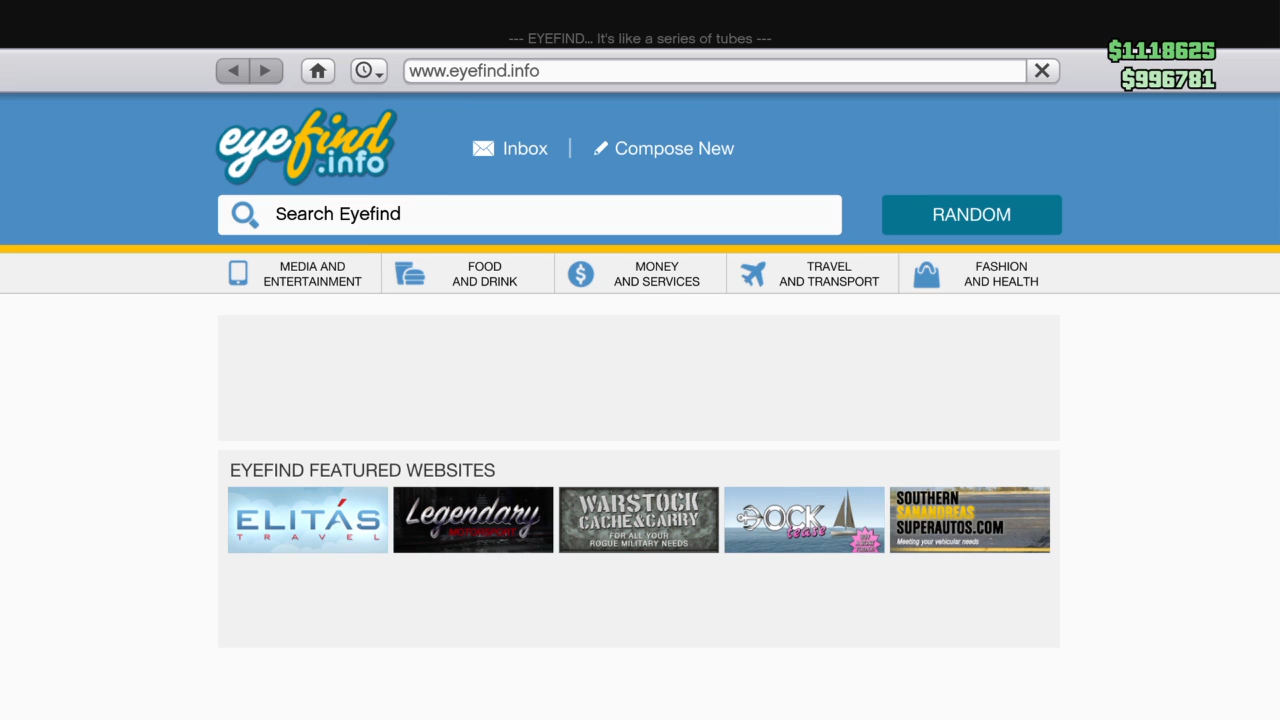 --- EYEFIND... It's like a series of tubes ---
www.eyefind.info
$1118625
$996781
eyefind
.info
Inbox
Compose New
Search Eyefind
RANDOM
MEDIA AND
ENTERTAINMENT
FOOD
AND DRINK
MONEY
AND SERVICES
TRAVEL
AND TRANSPORT
FASHION
AND HEALTH
EYEFIND FEATURED WEBSITES
ELITÁS
TRAVEL
Legendary
MOTORSPORT
WARSTOCK
CACHE&CARRY
FOR ALL YOUR
ROGUE MILITARY NEEDS
DOCK
tease
SOUTHERN
SANANDREAS
SUPERAUTOS.COM
Meeting your vehicular needs